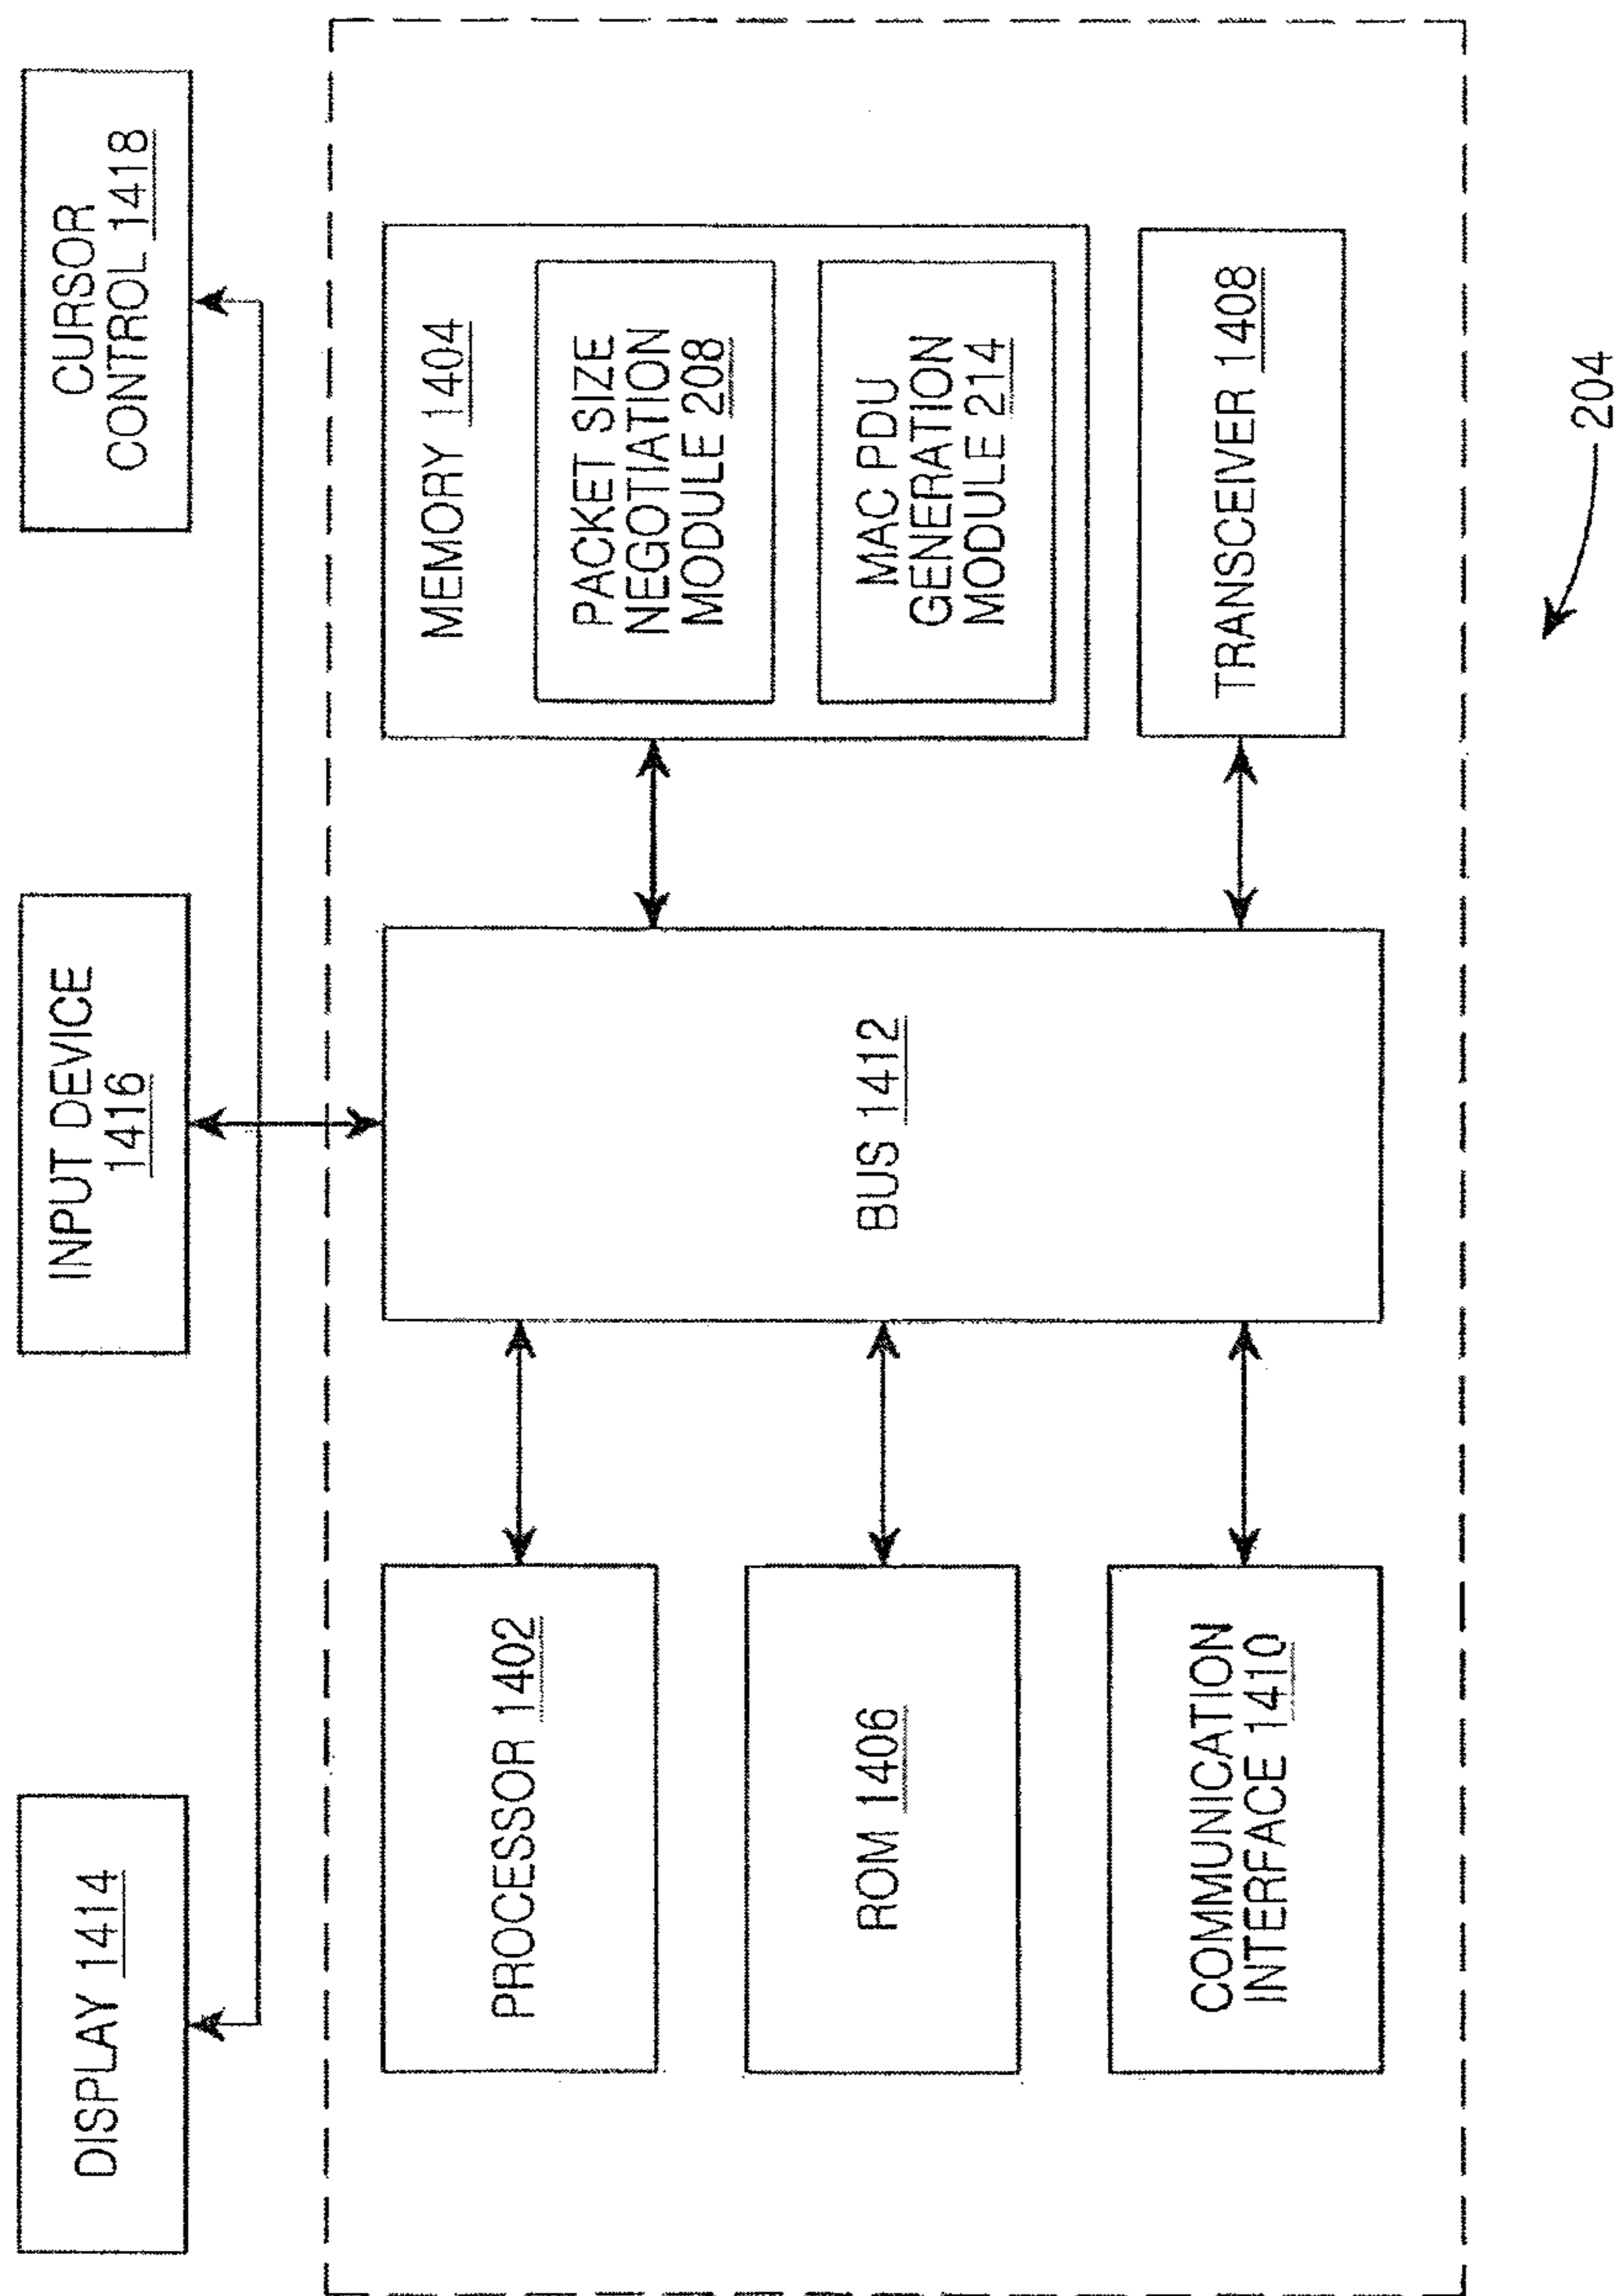 DISPLAY 1414
INPUT DEVICE
1416
CURSOR
CONTROL 1418
PROCESSOR 1402
ROM 1406
COMMUNICATION
INTERFACE 1410
BUS 1412
MEMORY 1404
PACKET SIZE
NEGOTIATION
MODULE 208
MAC PDU
GENERATION
MODULE 214
TRANSCEIVER 1408
204